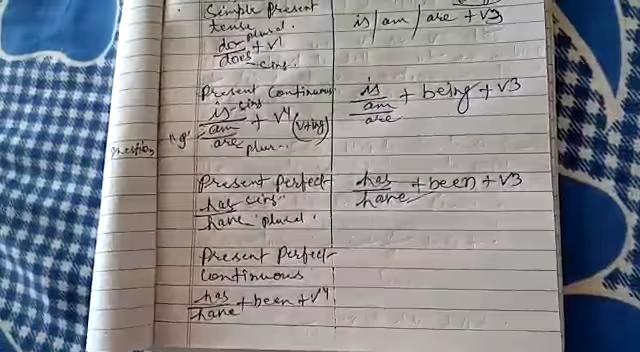 Simple Present
tense
is/am/are + V3
do plural.
does + V1
sing.
Present Continuous
is sing
am + V4 (V+ing)
are
plur..
is
am + being + V3
are
"g"
Present Perfect
has sing
have plural.
has
have + been + V3
Present Perfect
Continuous
has
have + been + V4